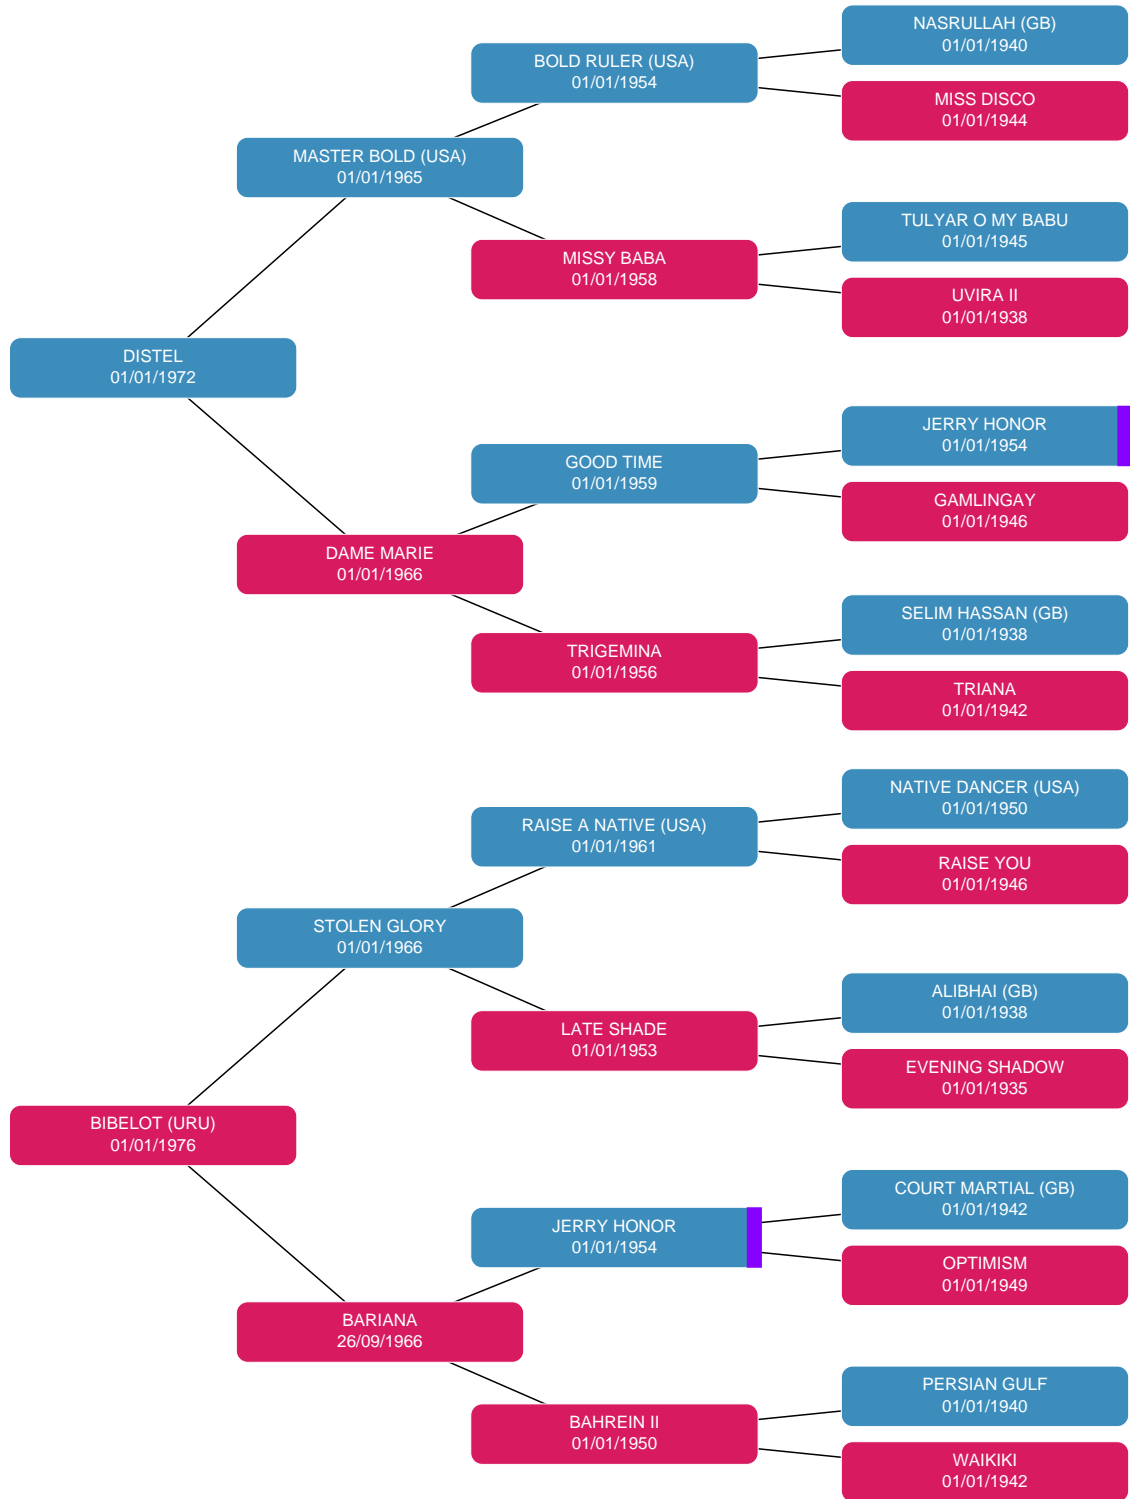 NASRULLAH (GB)
01/01/1940
BOLD RULER (USA)
01/01/1954
MISS DISCO
01/01/1944
MASTER BOLD (USA)
01/01/1965
TULYAR O MY BABU
01/01/1945
MISSY BABA
01/01/1958
UVIRA II
01/01/1938
DISTEL
01/01/1972
JERRY HONOR
01/01/1954
GOOD TIME
01/01/1959
GAMLINGAY
01/01/1946
DAME MARIE
01/01/1966
SELIM HASSAN (GB)
01/01/1938
TRIGEMINA
01/01/1956
TRIANA
01/01/1942
NATIVE DANCER (USA)
01/01/1950
RAISE A NATIVE (USA)
01/01/1961
RAISE YOU
01/01/1946
STOLEN GLORY
01/01/1966
ALIBHAI (GB)
01/01/1938
LATE SHADE
01/01/1953
EVENING SHADOW
01/01/1935
BIBELOT (URU)
01/01/1976
COURT MARTIAL (GB)
01/01/1942
JERRY HONOR
01/01/1954
OPTIMISM
01/01/1949
BARIANA
26/09/1966
PERSIAN GULF
01/01/1940
BAHREIN II
01/01/1950
WAIKIKI
01/01/1942